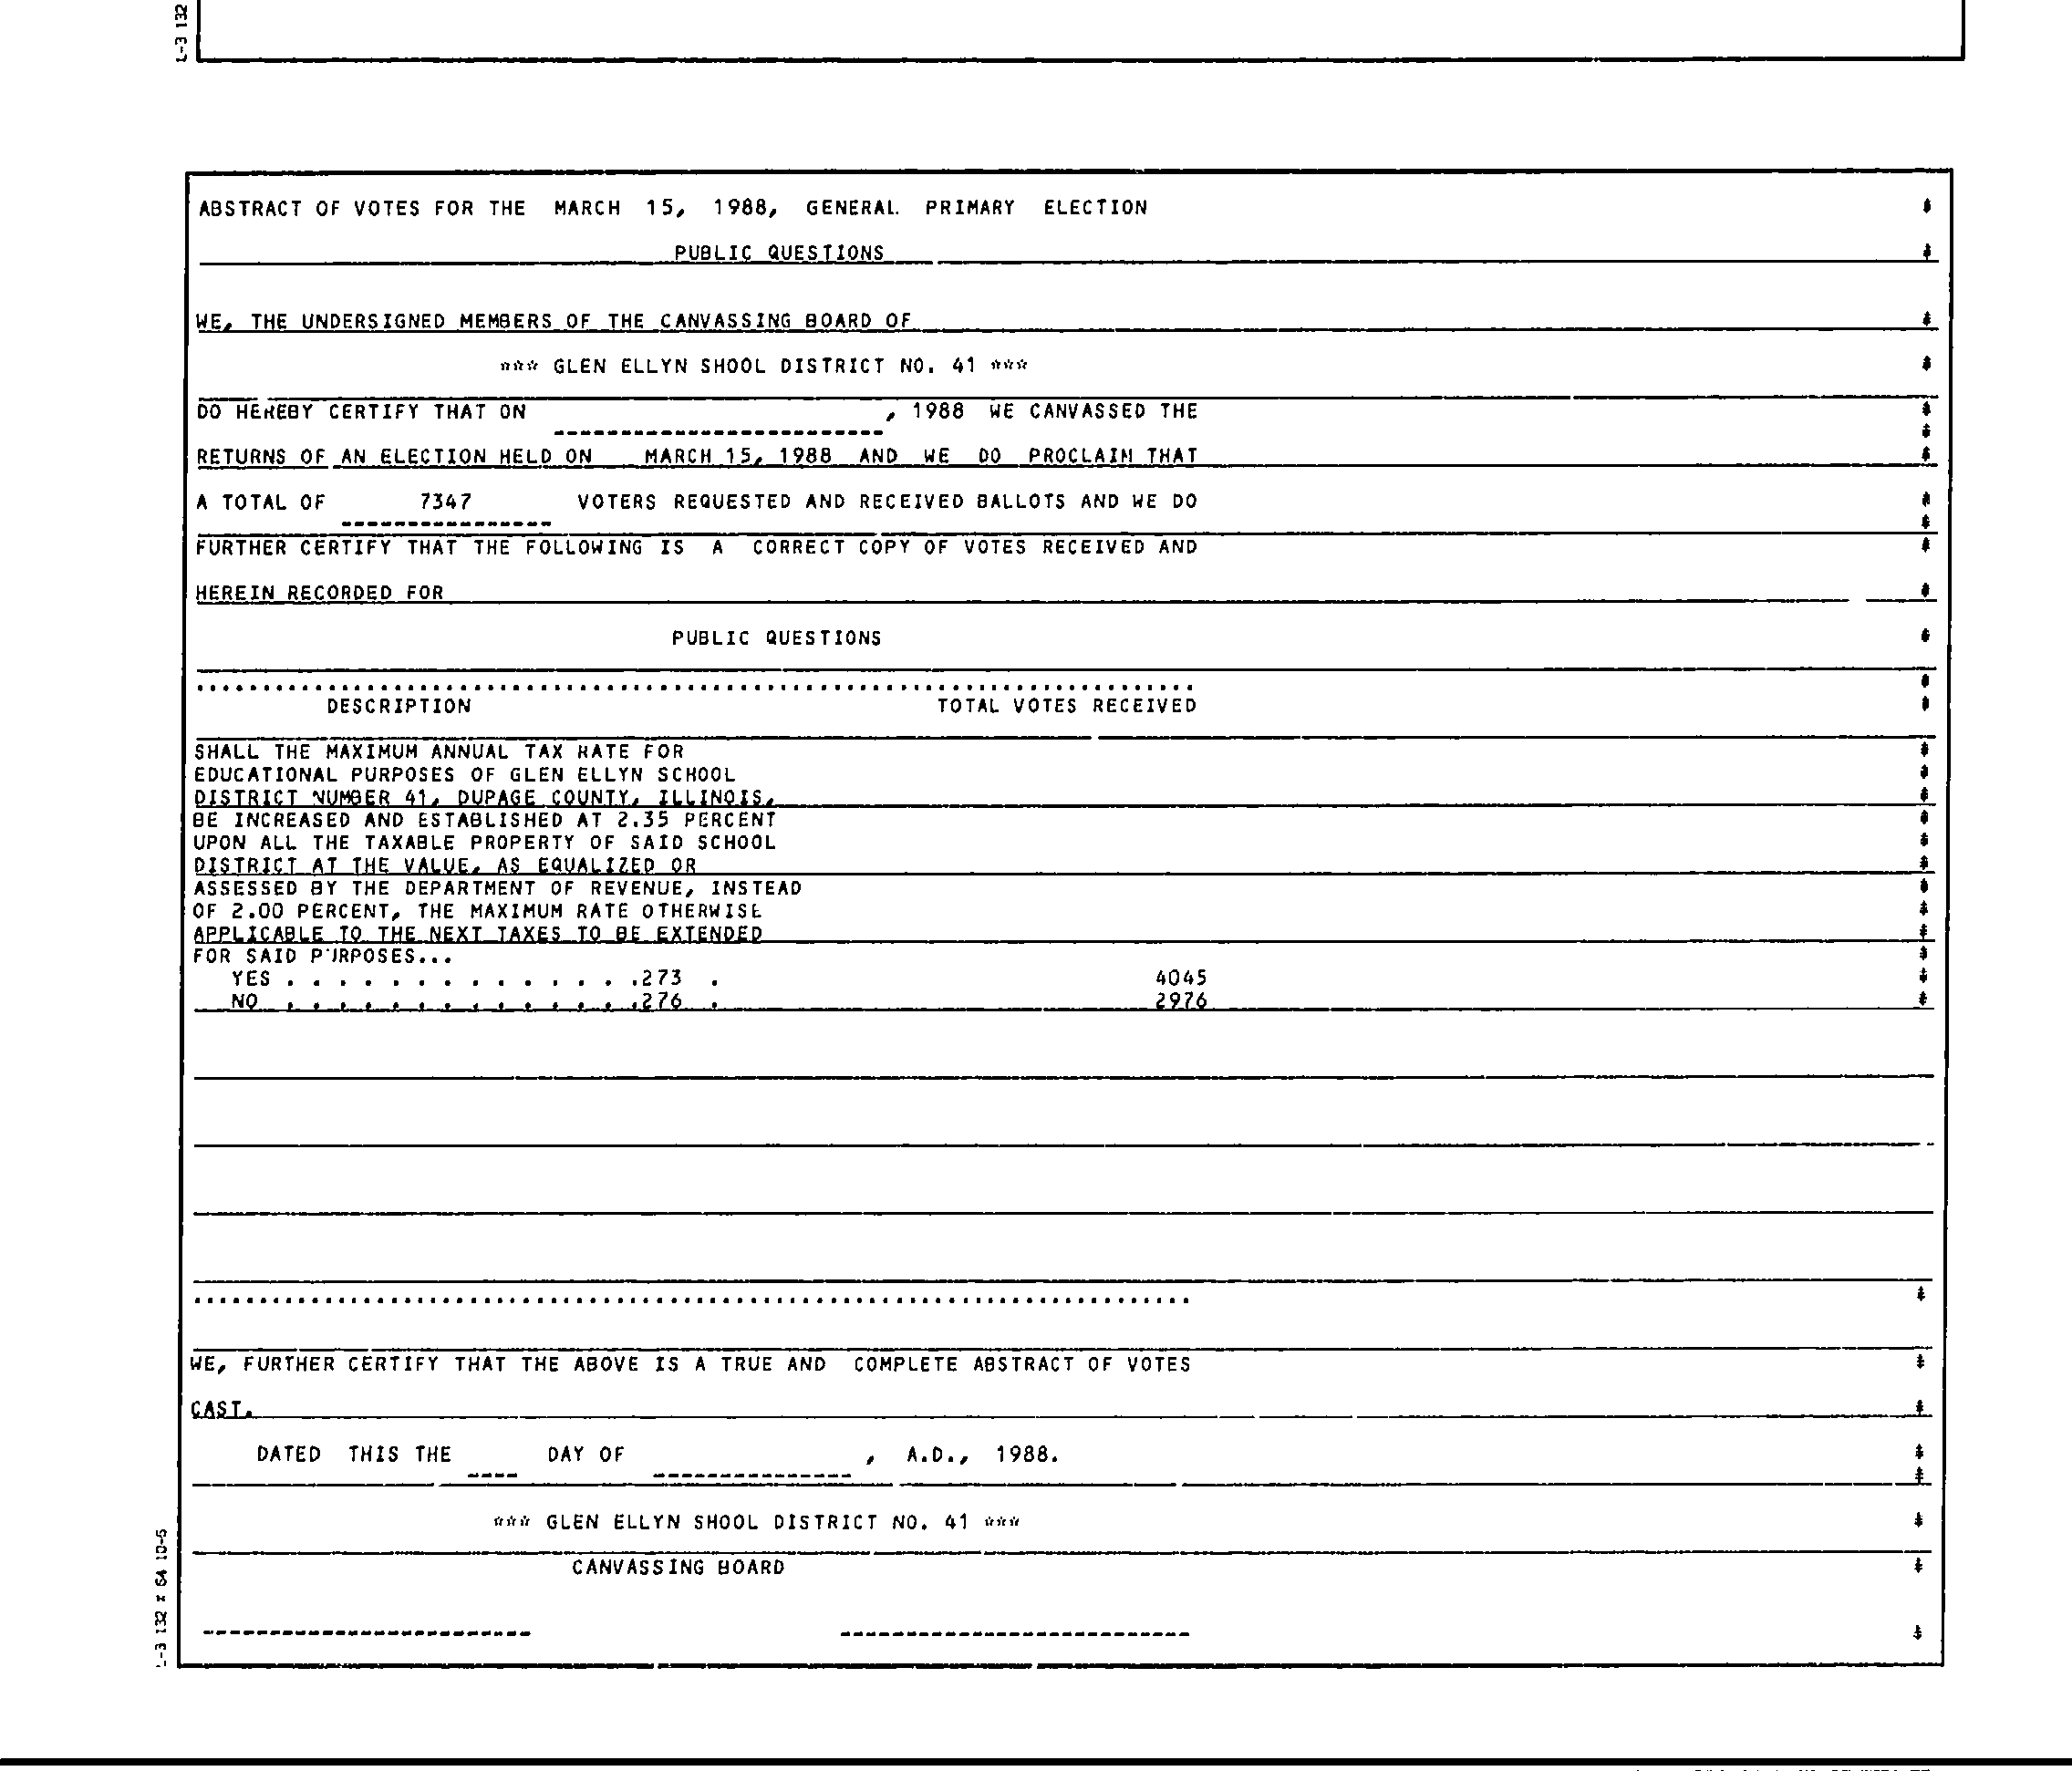 L-3 132
ABSTRACT OF VOTES FOR THE MARCH 15, 1988, GENERAL PRIMARY ELECTION
PUBLIC QUESTIONS
WE, THE UNDERSIGNED MEMBERS OF THE CANVASSING BOARD OF
*** GLEN ELLYN SHOOL DISTRICT NO. 41 ***
DO HEREBY CERTIFY THAT ON , 1988 WE CANVASSED THE
RETURNS OF AN ELECTION HELD ON MARCH 15, 1988 AND WE DO PROCLAIM THAT
A TOTAL OF 7347 VOTERS REQUESTED AND RECEIVED BALLOTS AND WE DO
FURTHER CERTIFY THAT THE FOLLOWING IS A CORRECT COPY OF VOTES RECEIVED AND
HEREIN RECORDED FOR
PUBLIC QUESTIONS
DESCRIPTION TOTAL VOTES RECEIVED
SHALL THE MAXIMUM ANNUAL TAX RATE FOR
EDUCATIONAL PURPOSES OF GLEN ELLYN SCHOOL
DISTRICT NUMBER 41, DUPAGE COUNTY, ILLINOIS,
BE INCREASED AND ESTABLISHED AT 2.35 PERCENT
UPON ALL THE TAXABLE PROPERTY OF SAID SCHOOL
DISTRICT AT THE VALUE, AS EQUALIZED OR
ASSESSED BY THE DEPARTMENT OF REVENUE, INSTEAD
OF 2.00 PERCENT, THE MAXIMUM RATE OTHERWISE
APPLICABLE TO THE NEXT TAXES TO BE EXTENDED
FOR SAID PURPOSES...
YES . . . . . . . . . . . . . .273 . 4045
NO . . . . . . . . . . . . . .276 . 2976
WE, FURTHER CERTIFY THAT THE ABOVE IS A TRUE AND COMPLETE ABSTRACT OF VOTES
CAST.
DATED THIS THE ---- DAY OF --------------- , A.D., 1988.
*** GLEN ELLYN SHOOL DISTRICT NO. 41 ***
CANVASSING BOARD
L-3 132 x 64 10-5